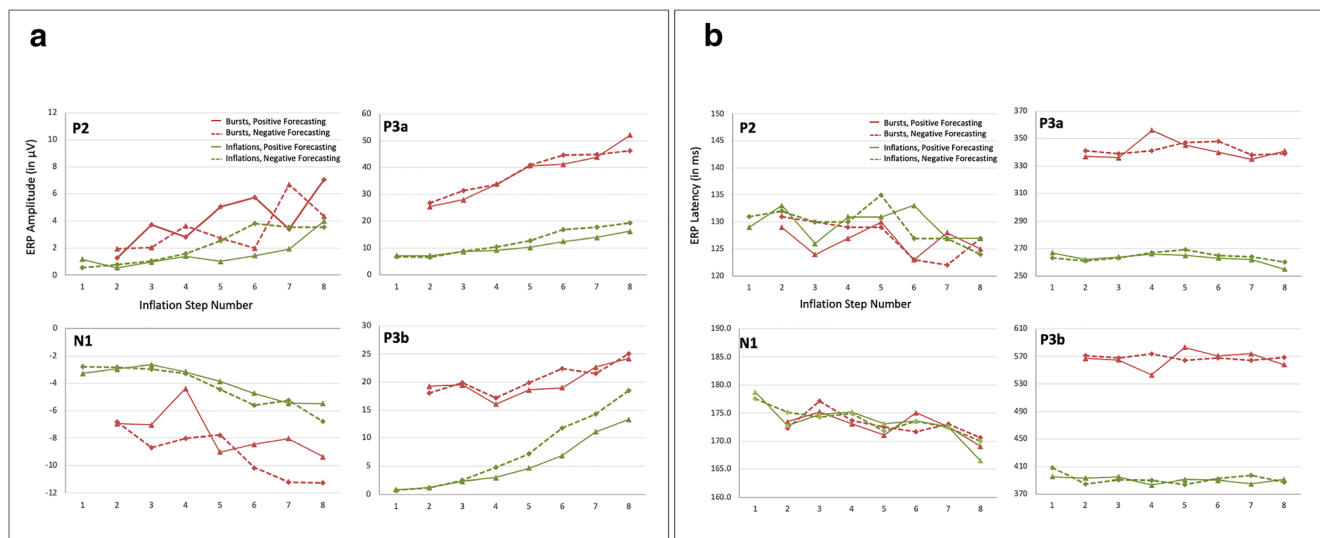 a
ERP Amplitude (in µV)
P2
12
10
8
6
4
2
0
1 2 3 4 5 6 7 8
Bursts, Positive Forecasting
Bursts, Negative Forecasting
Inflations, Positive Forecasting
Inflations, Negative Forecasting
Inflation Step Number
P3a
60
50
40
30
20
10
0
1 2 3 4 5 6 7 8
N1
0
-2
-4
-6
-8
-10
-12
1 2 3 4 5 6 7 8
P3b
30
25
20
15
10
5
0
1 2 3 4 5 6 7 8
b
ERP Latency (in ms)
P2
150
145
140
135
130
125
120
1 2 3 4 5 6 7 8
Bursts, Positive Forecasting
Bursts, Negative Forecasting
Inflations, Positive Forecasting
Inflations, Negative Forecasting
Inflation Step Number
P3a
370
350
330
310
290
270
250
1 2 3 4 5 6 7 8
N1
190.0
185.0
180.0
175.0
170.0
165.0
160.0
1 2 3 4 5 6 7 8
P3b
610
570
530
490
450
410
370
1 2 3 4 5 6 7 8